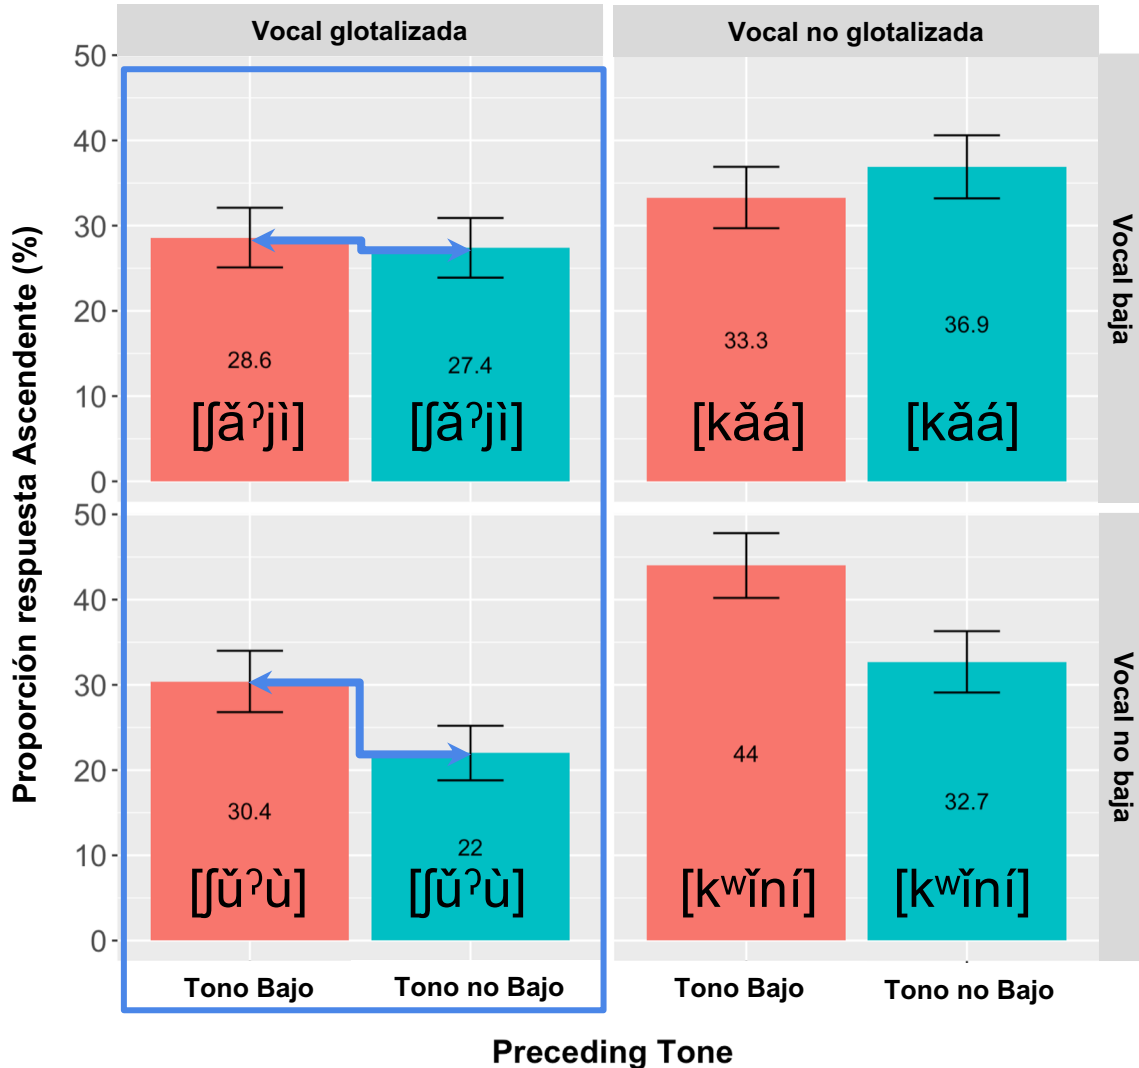 Vocal glotalizada
Vocal no glotalizada
Proporción respuesta Ascendente (%)
50
40
30
20
10
0
28.6
27.4
33.3
36.9
[ʃǎˀjì]
[ʃǎˀjì]
[kǎá]
[kǎá]
Vocal baja
50
40
30
20
10
0
30.4
22
44
32.7
[ʃǔˀù]
[ʃǔˀù]
[kʷǐní]
[kʷǐní]
Vocal no baja
Tono Bajo
Tono no Bajo
Tono Bajo
Tono no Bajo
Preceding Tone